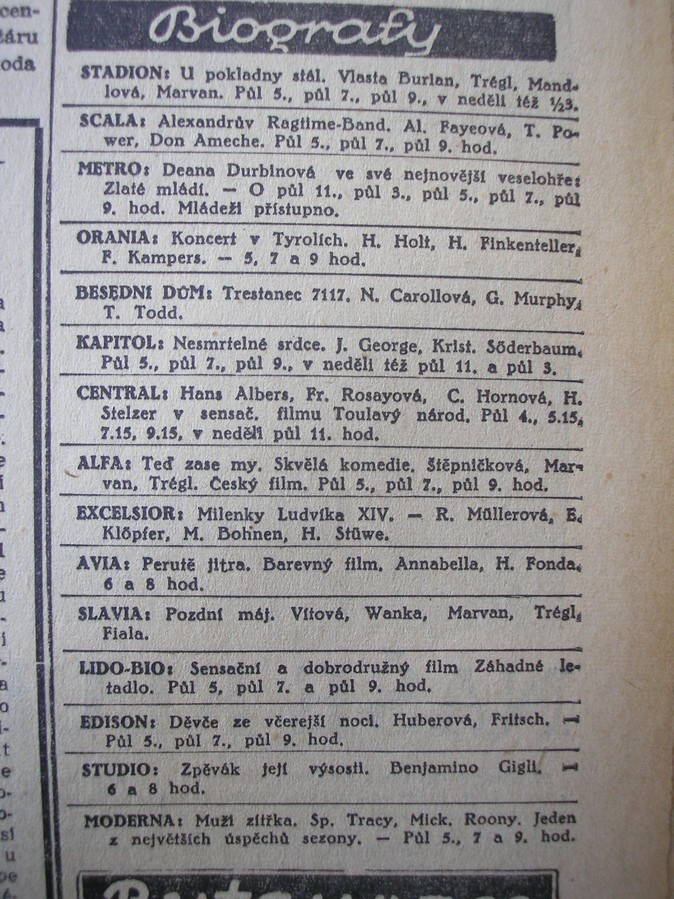 cen-
žáru
oda
Biografy
STADION: U pokladny stál. Vlasta Burian, Trégl, Mand-
lová, Marvan. Půl 5., půl 7., půl 9., v neděli též ½3.
SCALA: Alexandrův Ragtime-Band. Al. Fayeová, T. Po-
wer, Don Ameche. Půl 5., půl 7., půl 9. hod.
METRO: Deana Durbinová ve své nejnovější veselohře:
Zlaté mládí. — O půl 11., půl 3., půl 5., půl 7., půl
9. hod. Mládeži přístupno.
ORANIA: Koncert v Tyrolích. H. Holt, H. Finkenteller,
F. Kampers. — 5, 7 a 9 hod.
BESEDNÍ DŮM: Trestanec 7117. N. Carollová, G. Murphy,
T. Todd.
KAPITOL: Nesmrtelné srdce. J. George, Krist. Söderbaum.
Půl 5., půl 7., půl 9., v neděli též půl 11. a půl 3.
CENTRAL: Hans Albers, Fr. Rosayová, C. Hornová, H.
Stelzer v sensač. filmu Toulavý národ. Půl 4., 5.15,
7.15, 9.15, v neděli půl 11. hod.
ALFA: Teď zase my. Skvělá komedie. Štěpničková, Mar-
van, Trégl. Český film. Půl 5., půl 7., půl 9. hod.
EXCELSIOR: Milenky Ludvíka XIV. — R. Müllerová, E.
Klöpfer, M. Bohnen, H. Stüwe.
AVIA: Perutě jitra. Barevný film. Annabella, H. Fonda.
6 a 8 hod.
SLAVIA: Pozdní máj. Vítová, Wanka, Marvan, Trégl,
Fiala.
LIDO-BIO: Sensační a dobrodružný film Záhadné le-
tadlo. Půl 5, půl 7. a půl 9. hod.
EDISON: Děvče ze včerejší noci. Huberová, Fritsch. —
Půl 5., půl 7., půl 9. hod.
STUDIO: Zpěvák její výsosti. Benjamino Gigli. —
6 a 8 hod.
MODERNA: Muži zítřka. Sp. Tracy, Mick. Roony. Jeden
z největších úspěchů sezony. — Půl 5., 7 a 9. hod.